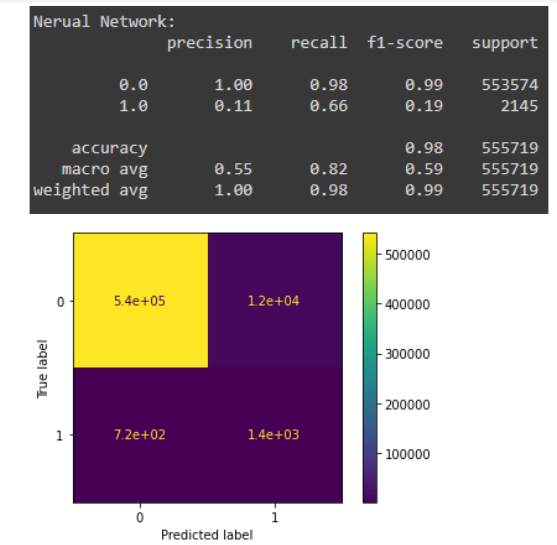 Nerual Network:
precision recall f1-score support
0.0 1.00 0.98 0.99 553574
1.0 0.11 0.66 0.19 2145
accuracy 0.98 555719
macro avg 0.55 0.82 0.59 555719
weighted avg 1.00 0.98 0.99 555719
500000
0 5.4e+05 1.2e+04
400000
300000
True label
200000
1 7.2e+02 1.4e+03
100000
0 1
Predicted label